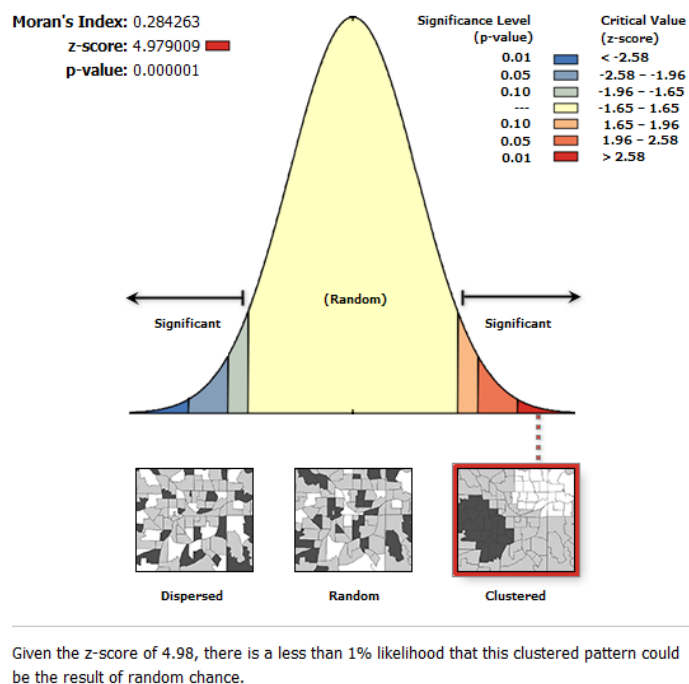 Moran's Index: 0.284263
z-score: 4.979009
p-value: 0.000001
Significance Level
(p-value)
Critical Value
(z-score)
0.01 < -2.58
0.05 -2.58 – -1.96
0.10 -1.96 – -1.65
--- -1.65 – 1.65
0.10 1.65 – 1.96
0.05 1.96 – 2.58
0.01 > 2.58
(Random)
Significant
Significant
Dispersed
Random
Clustered
Given the z-score of 4.98, there is a less than 1% likelihood that this clustered pattern could
be the result of random chance.